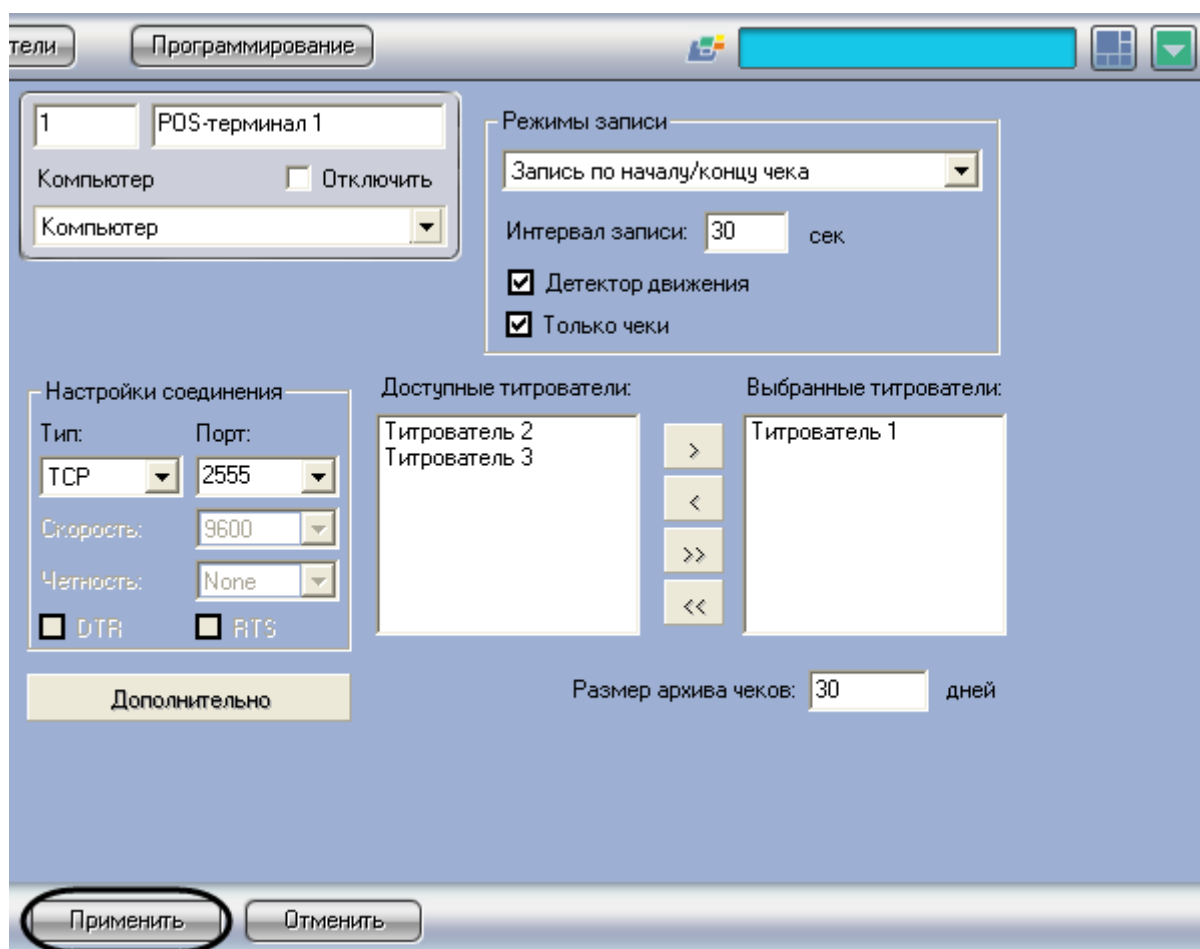 тели Программирование
1 POS-терминал 1
Компьютер Отключить
Компьютер
Режимы записи
Запись по началу/концу чека
Интервал записи: 30 сек
Детектор движения
Только чеки
Настройки соединения
Тип: Порт:
TCP 2555
Скорость: 9600
Четность: None
DTR RTS
Дополнительно
Доступные титрователи:
Титрователь 2
Титрователь 3
>
<
>>
<<
Выбранные титрователи:
Титрователь 1
Размер архива чеков: 30 дней
Применить Отменить